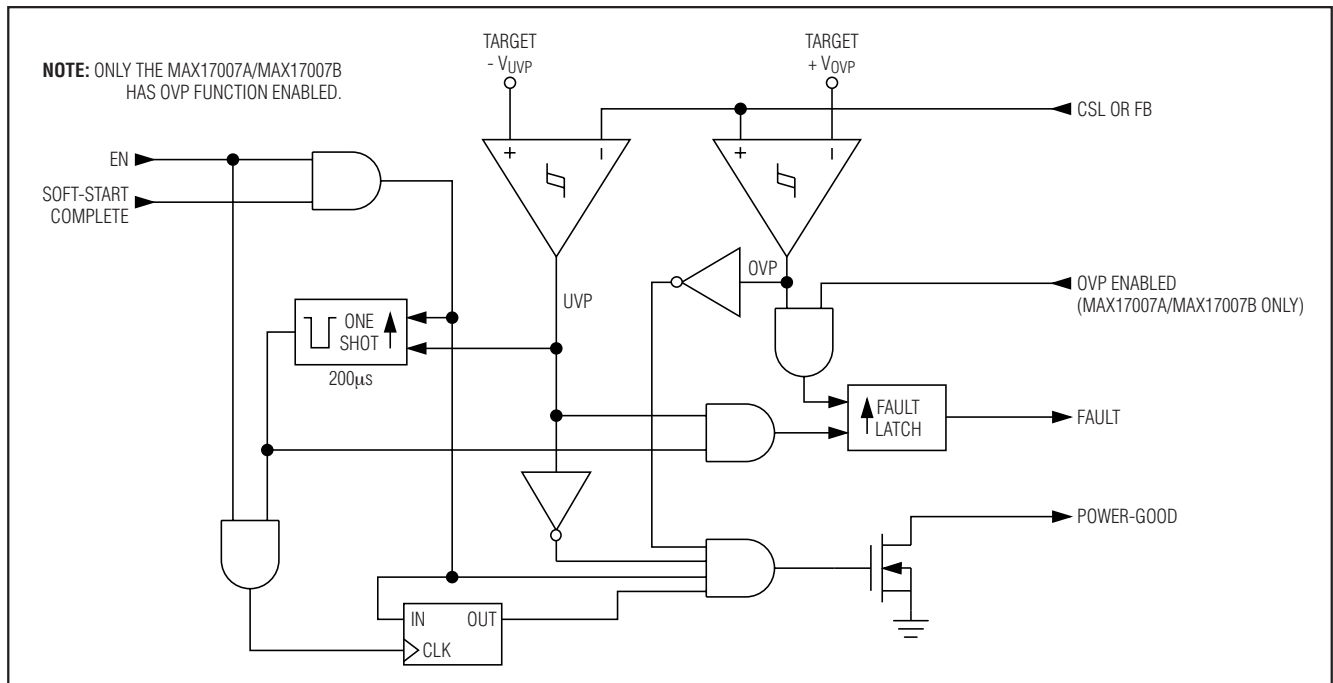 NOTE: ONLY THE MAX17007A/MAX17007B
HAS OVP FUNCTION ENABLED.
TARGET
- VUVP
TARGET
+ VOVP
CSL OR FB
+
−
+
−
EN
SOFT-START
COMPLETE
OVP
OVP ENABLED
(MAX17007A/MAX17007B ONLY)
UVP
ONE
SHOT
200µs
FAULT
LATCH
FAULT
POWER-GOOD
IN
OUT
CLK